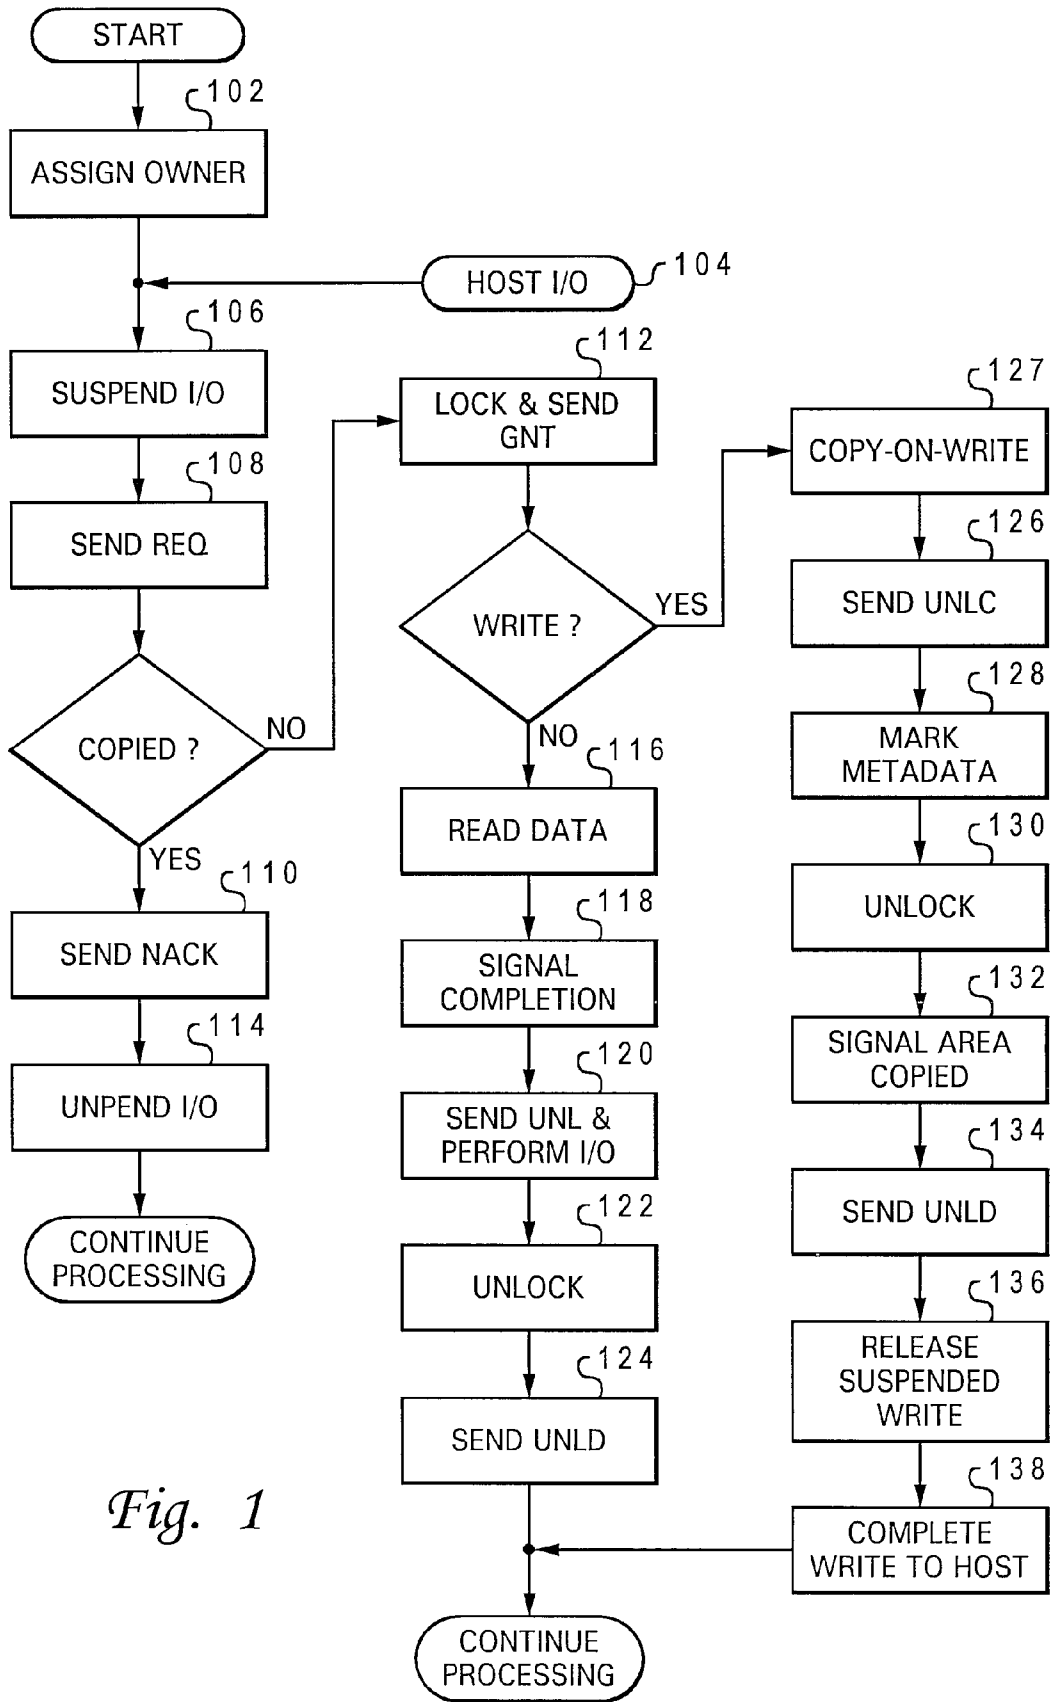 START
102
ASSIGN OWNER
HOST I/O
104
106
SUSPEND I/O
108
SEND REQ
COPIED ?
NO
YES
110
SEND NACK
114
UNPEND I/O
CONTINUE
PROCESSING
112
LOCK & SEND
GNT
WRITE ?
YES
NO
116
READ DATA
118
SIGNAL
COMPLETION
120
SEND UNL &
PERFORM I/O
122
UNLOCK
124
SEND UNLD
127
COPY-ON-WRITE
126
SEND UNLC
128
MARK
METADATA
130
UNLOCK
132
SIGNAL AREA
COPIED
134
SEND UNLD
136
RELEASE
SUSPENDED
WRITE
138
COMPLETE
WRITE TO HOST
CONTINUE
PROCESSING
Fig. 1